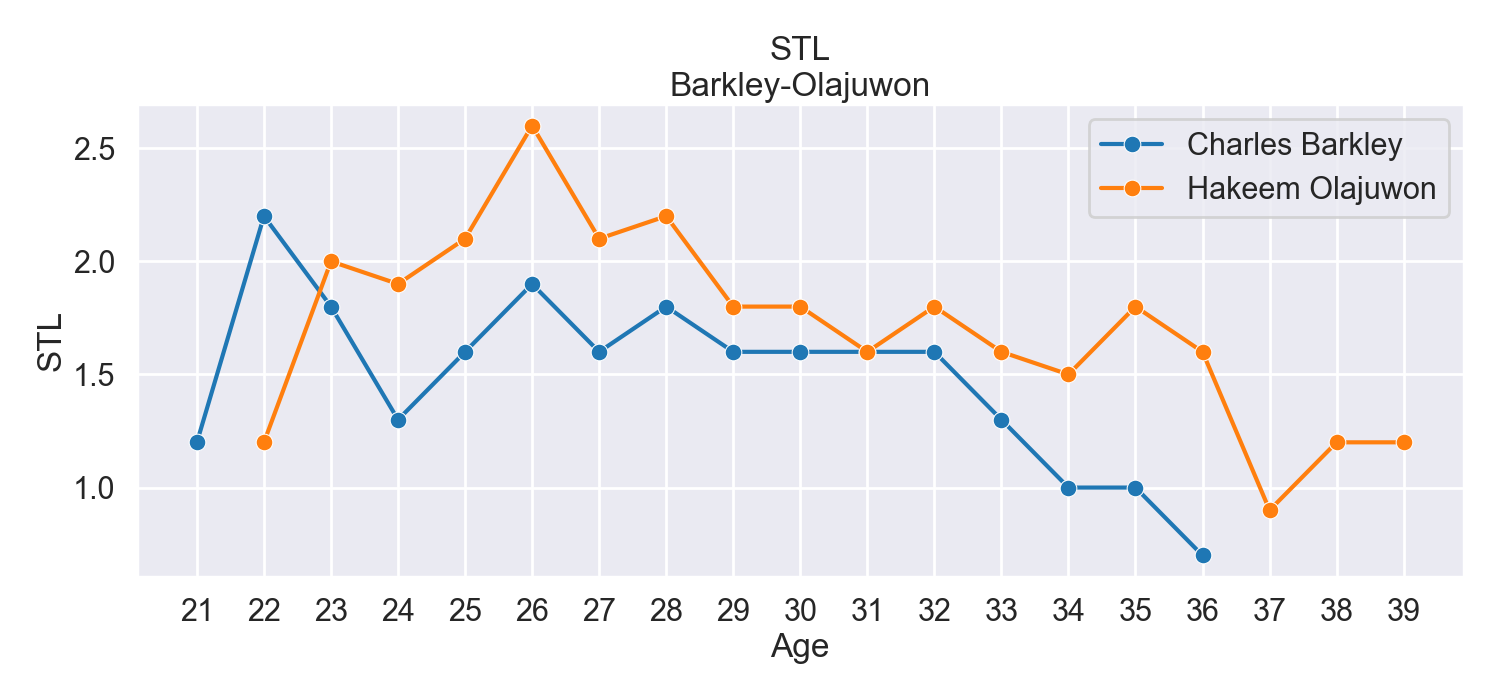 STL
Barkley-Olajuwon
Charles Barkley
Hakeem Olajuwon
2.5
2.0
1.5
1.0
STL
21 22 23 24 25 26 27 28 29 30 31 32 33 34 35 36 37 38 39
Age